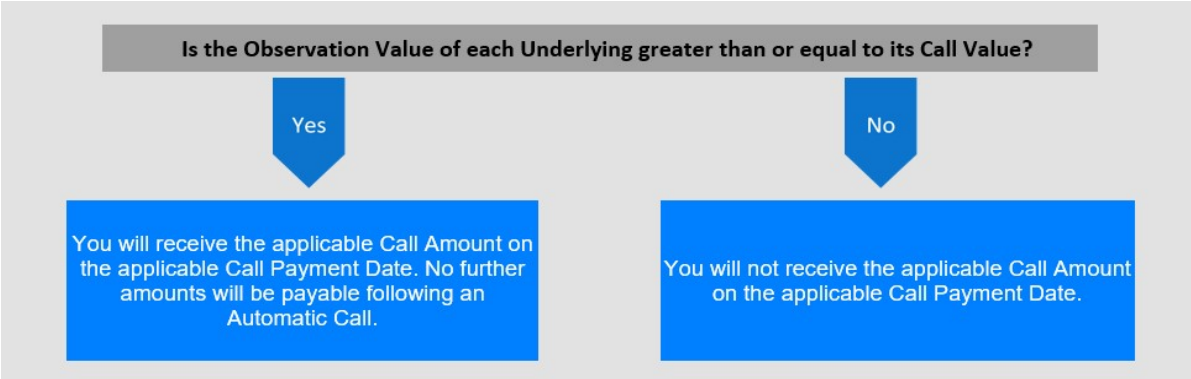 Is the Observation Value of each Underlying greater than or equal to its Call Value?
Yes
No
You will receive the applicable Call Amount on
the applicable Call Payment Date. No further
amounts will be payable following an
Automatic Call.
You will not receive the applicable Call Amount
on the applicable Call Payment Date.